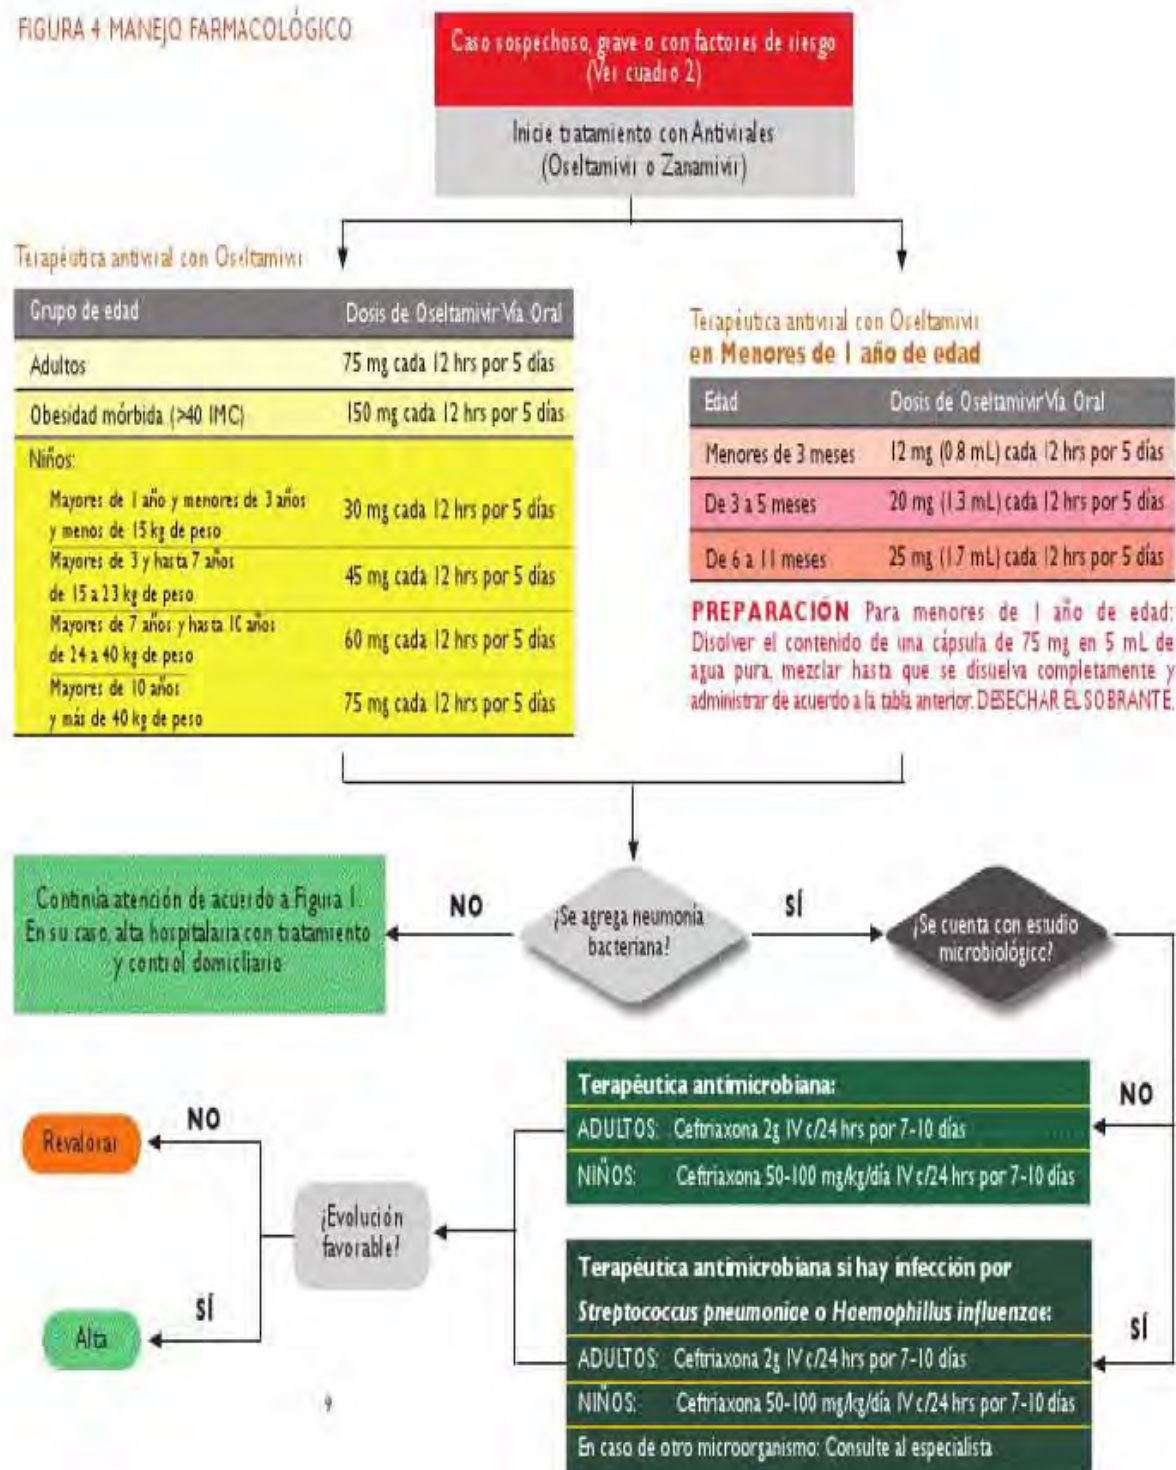 FIGURA 4 MANEJO FARMACOLÓGICO
Caso sospechoso, grave o con factores de riesgo
(Ver cuadro 2)
Inicie tratamiento con Antivirales
(Oseltamivir o Zanamivir)
Terapéutica antiviral con Oseltamivir
Grupo de edad Dosis de Oseltamivir Vía Oral
Adultos 75 mg cada 12 hrs por 5 días
Obesidad mórbida (>40 IMC) 150 mg cada 12 hrs por 5 días
Niños:
Mayores de 1 año y menores de 3 años
y menos de 15 kg de peso
30 mg cada 12 hrs por 5 días
Mayores de 3 y hasta 7 años
de 15 a 23 kg de peso
45 mg cada 12 hrs por 5 días
Mayores de 7 años y hasta 10 años
de 24 a 40 kg de peso
60 mg cada 12 hrs por 5 días
Mayores de 10 años
y más de 40 kg de peso
75 mg cada 12 hrs por 5 días
Terapéutica antiviral con Oseltamivir
en Menores de 1 año de edad
Edad Dosis de Oseltamivir Vía Oral
Menores de 3 meses 12 mg (0.8 mL) cada 12 hrs por 5 días
De 3 a 5 meses 20 mg (1.3 mL) cada 12 hrs por 5 días
De 6 a 11 meses 25 mg (1.7 mL) cada 12 hrs por 5 días
PREPARACIÓN Para menores de 1 año de edad:
Disolver el contenido de una cápsula de 75 mg en 5 mL de
agua pura, mezclar hasta que se disuelva completamente y
administrar de acuerdo a la tabla anterior. DESECHAR EL SOBRANTE.
Continúa atención de acuerdo a Figura 1.
En su caso, alta hospitalaria con tratamiento
y control domiciliario
NO
¿Se agrega neumonía
bacteriana?
SÍ
¿Se cuenta con estudio
microbiológico?
Terapéutica antimicrobiana:
ADULTOS: Ceftriaxona 2g IV c/24 hrs por 7-10 días
NIÑOS: Ceftriaxona 50-100 mg/kg/día IV c/24 hrs por 7-10 días
NO
Revalorar
NO
¿Evolución
favorable?
SÍ
Alta
Terapéutica antimicrobiana si hay infección por
Streptococcus pneumoniae o Haemophillus influenzae:
ADULTOS: Ceftriaxona 2g IV c/24 hrs por 7-10 días
NIÑOS: Ceftriaxona 50-100 mg/kg/día IV c/24 hrs por 7-10 días
En caso de otro microorganismo: Consulte al especialista
SÍ
9